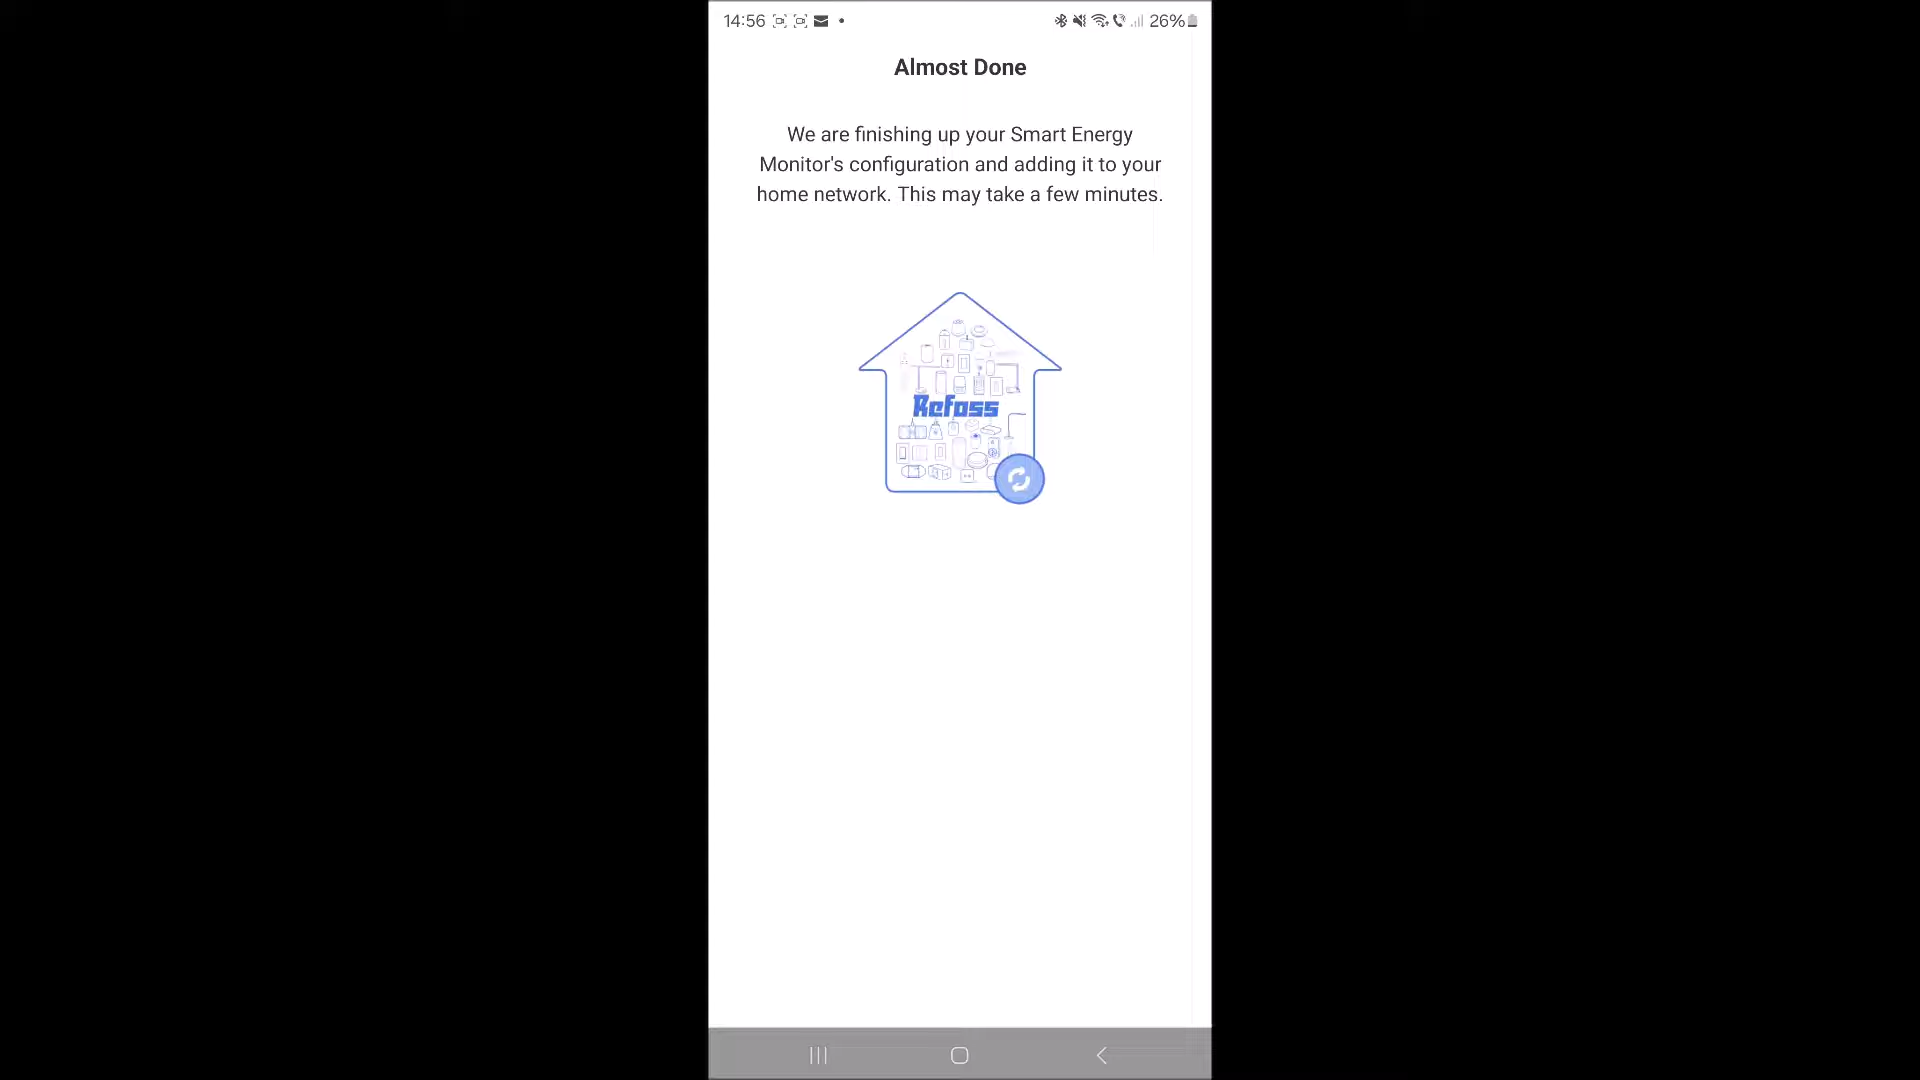 14:56
26%
Almost Done
We are finishing up your Smart Energy
Monitor's configuration and adding it to your
home network. This may take a few minutes.
Refoss